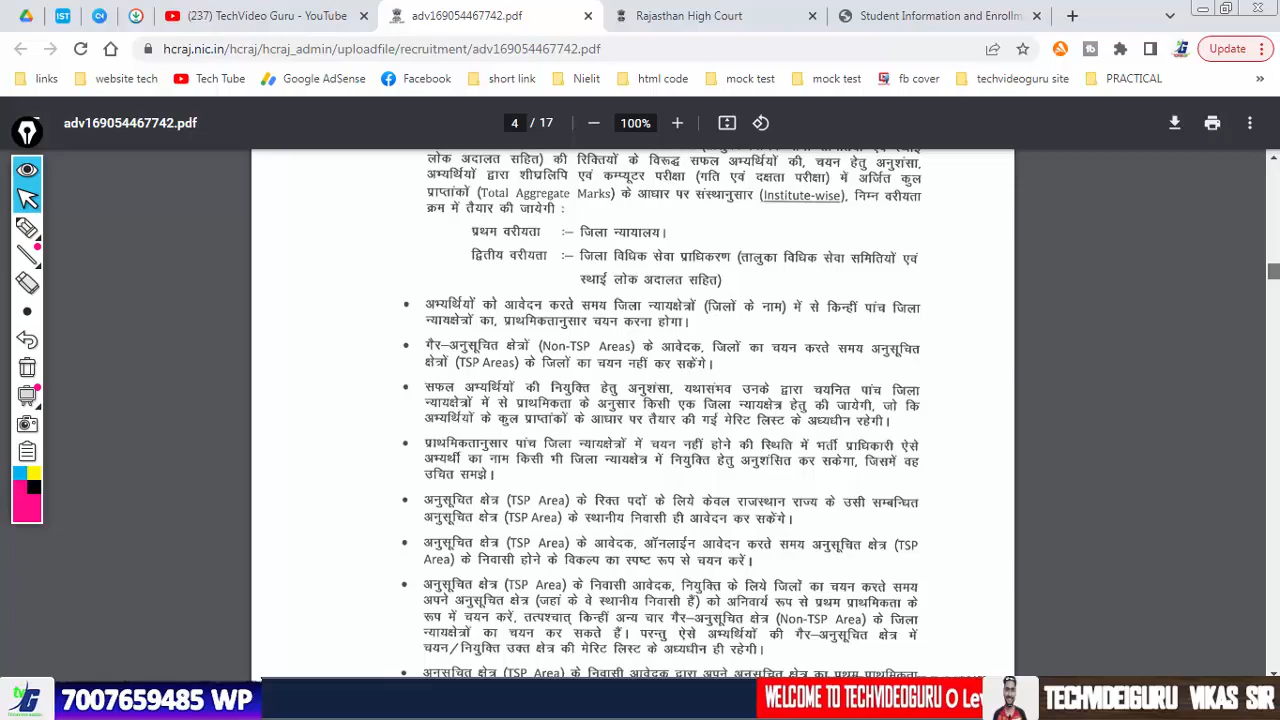 (237) TechVideo Guru - YouTube
adv169054467742.pdf
Rajasthan High Court
Student Information and Enrollm
hcraj.nic.in/hcraj/hcraj_admin/uploadfile/recruitment/adv169054467742.pdf
Update
links
website tech
Tech Tube
Google AdSense
Facebook
short link
Nielit
html code
mock test
mock test
fb cover
techvideoguru site
PRACTICAL
adv169054467742.pdf
4 / 17
100%
लोक अदालत सहित) की रिक्तियों के विरूद्ध सफल अभ्यर्थियों की, चयन हेतु अनुशंसा,
अभ्यर्थियों द्वारा शीघ्रलिपि एवं कम्प्यूटर परीक्षा (गति एवं दक्षता परीक्षा) में अर्जित कुल
प्राप्तांकों (Total Aggregate Marks) के आधार पर संस्थानुसार (Institute-wise), निम्न वरीयता
क्रम में तैयार की जायेगी :
प्रथम वरीयता :– जिला न्यायालय।
द्वितीय वरीयता :– जिला विधिक सेवा प्राधिकरण (तालुका विधिक सेवा समितियों एवं
स्थाई लोक अदालत सहित)
• अभ्यर्थियों को आवेदन करते समय जिला न्यायक्षेत्रों (जिलों के नाम) में से किन्हीं पांच जिला
न्यायक्षेत्रों का, प्राथमिकतानुसार चयन करना होगा।
• गैर–अनुसूचित क्षेत्रों (Non-TSP Areas) के आवेदक, जिलों का चयन करते समय अनुसूचित
क्षेत्रों (TSP Areas) के जिलों का चयन नहीं कर सकेंगे।
• सफल अभ्यर्थियों की नियुक्ति हेतु अनुशंसा, यथासंभव उनके द्वारा चयनित पांच जिला
न्यायक्षेत्रों में से प्राथमिकता के अनुसार किसी एक जिला न्यायक्षेत्र हेतु की जायेगी, जो कि
अभ्यर्थियों के कुल प्राप्तांकों के आधार पर तैयार की गई मेरिट लिस्ट के अध्यधीन रहेगी।
• प्राथमिकतानुसार पांच जिला न्यायक्षेत्रों में चयन नहीं होने की स्थिति में भर्ती प्राधिकारी ऐसे
अभ्यर्थी का नाम किसी भी जिला न्यायक्षेत्र में नियुक्ति हेतु अनुशंसित कर सकेगा, जिसमें वह
उचित समझे।
• अनुसूचित क्षेत्र (TSP Area) के रिक्त पदों के लिये केवल राजस्थान राज्य के उसी सम्बन्धित
अनुसूचित क्षेत्र (TSP Area) के स्थानीय निवासी ही आवेदन कर सकेंगे।
• अनुसूचित क्षेत्र (TSP Area) के आवेदक, ऑनलाईन आवेदन करते समय अनुसूचित क्षेत्र (TSP
Area) के निवासी होने के विकल्प का स्पष्ट रूप से चयन करें।
• अनुसूचित क्षेत्र (TSP Area) के निवासी आवेदक, नियुक्ति के लिये जिलों का चयन करते समय
अपने अनुसूचित क्षेत्र (जहां के वे स्थानीय निवासी हैं) को अनिवार्य रूप से प्रथम प्राथमिकता के
रूप में चयन करें, तत्पश्चात् किन्हीं अन्य चार गैर–अनुसूचित क्षेत्र (Non-TSP Area) के जिला
न्यायक्षेत्रों का चयन कर सकते हैं। परन्तु ऐसे अभ्यर्थियों की गैर–अनुसूचित क्षेत्र में
चयन/नियुक्ति उक्त क्षेत्र की मेरिट लिस्ट के अध्यधीन ही रहेगी।
• अनुसूचित क्षेत्र (TSP Area) के निवासी आवेदक द्वारा अपने अनुसूचित क्षेत्र का प्रथम प्राथमिकता
7007659485 WP
WELCOME TO TECHVIDEOGURU O Lev
TECHVIDEIGURU VIKAS SIR